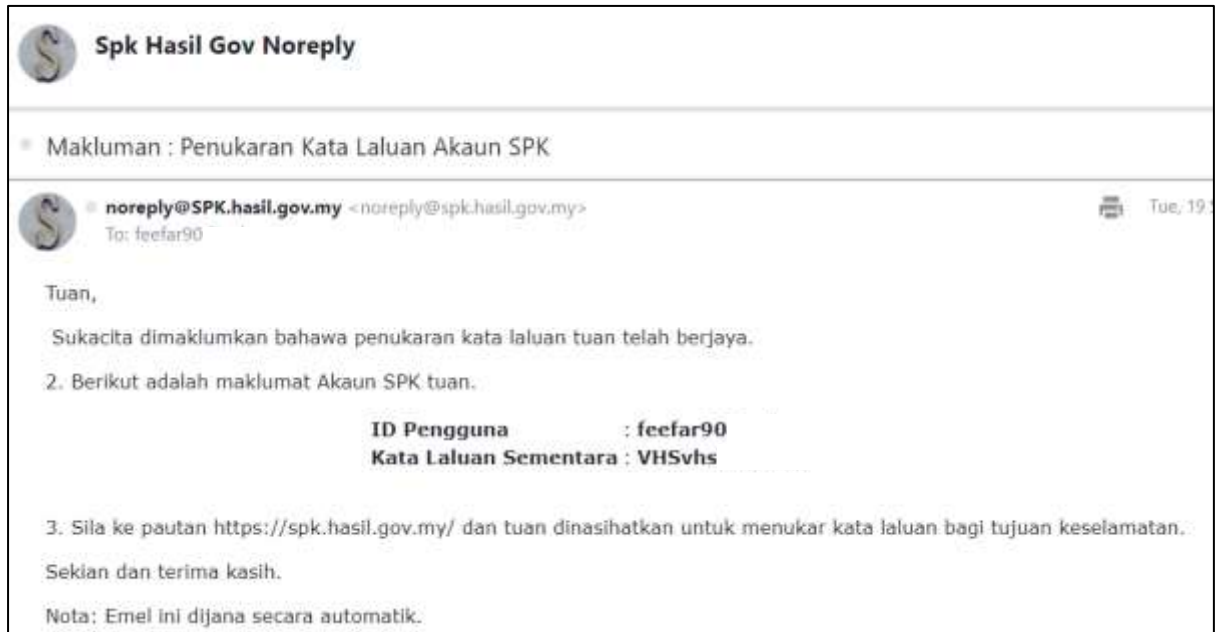 Spk Hasil Gov Noreply
Makluman : Penukaran Kata Laluan Akaun SPK
noreply@SPK.hasil.gov.my <noreply@spk.hasil.gov.my>
Tue, 19
To: feefar90
Tuan,
Sukacita dimaklumkan bahawa penukaran kata laluan tuan telah berjaya.
2. Berikut adalah maklumat Akaun SPK tuan.
ID Pengguna : feefar90
Kata Laluan Sementara : VHSvhs
3. Sila ke pautan https://spk.hasil.gov.my/ dan tuan dinasihatkan untuk menukar kata laluan bagi tujuan keselamatan.
Sekian dan terima kasih.
Nota: Emel ini dijana secara automatik.